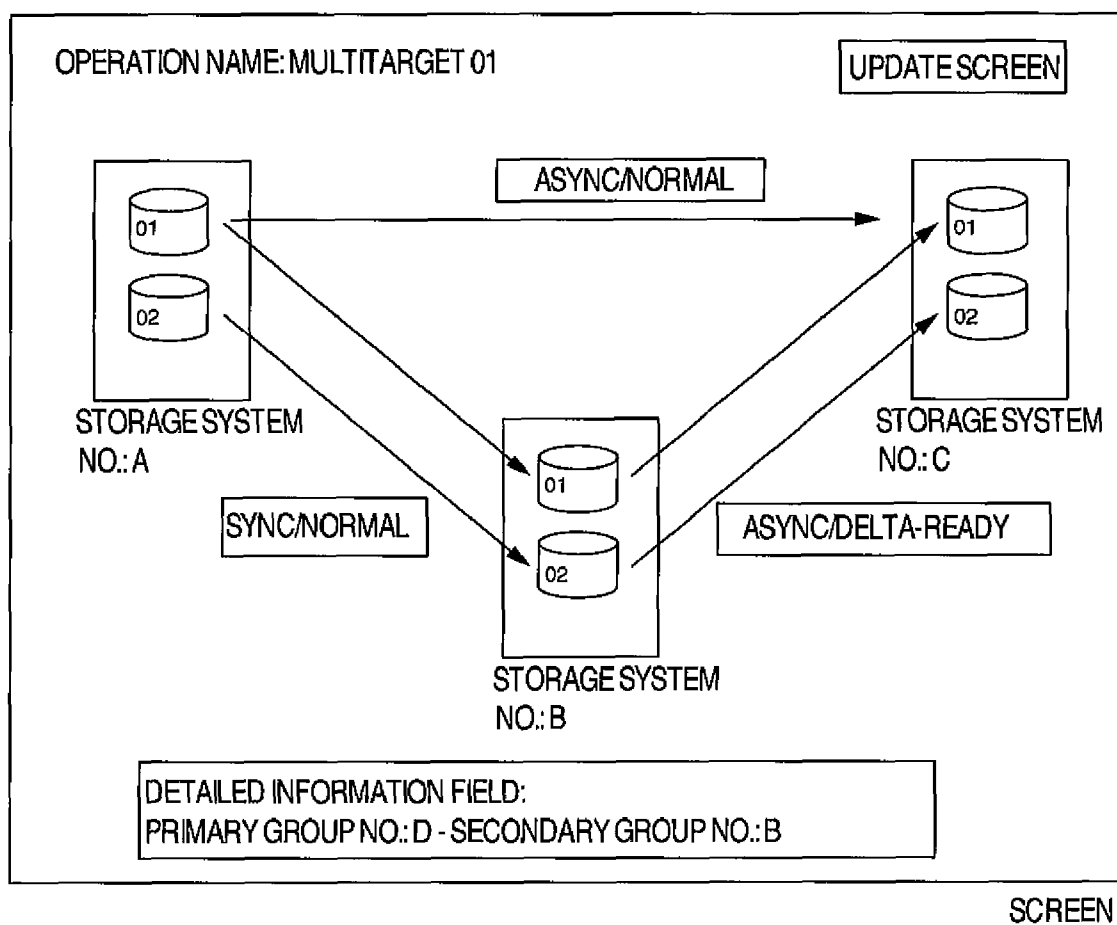 OPERATION NAME: MULTITARGET 01
UPDATE SCREEN
ASYNC/NORMAL
01
02
STORAGE SYSTEM
NO.: A
01
02
STORAGE SYSTEM
NO.: C
SYNC/NORMAL
01
02
ASYNC/DELTA-READY
STORAGE SYSTEM
NO.: B
DETAILED INFORMATION FIELD:
PRIMARY GROUP NO.: D - SECONDARY GROUP NO.: B
SCREEN